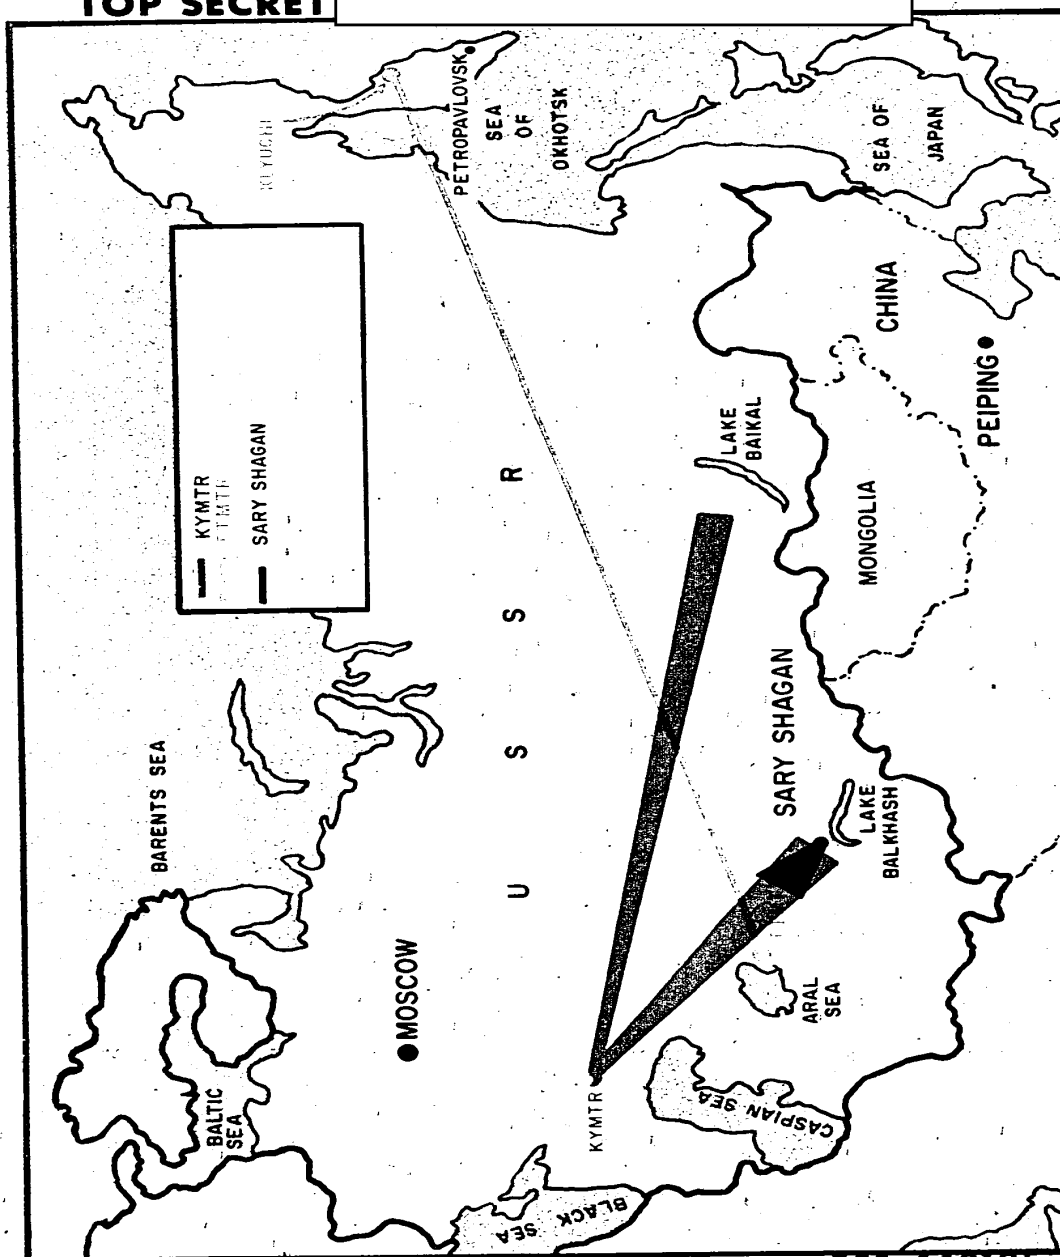 TOP SECRET
BARENTS SEA
KYMTR
TTMTR
SARY SHAGAN
PETROPAVLOVSK
SEA
OF
OKHOTSK
BALTIC
SEA
MOSCOW
U S S R
SEA OF
JAPAN
BLACK SEA
KYMTR
CASPIAN SEA
ARAL
SEA
SARY SHAGAN
LAKE
BALKHASH
LAKE
BAIKAL
MONGOLIA
CHINA
PEIPING